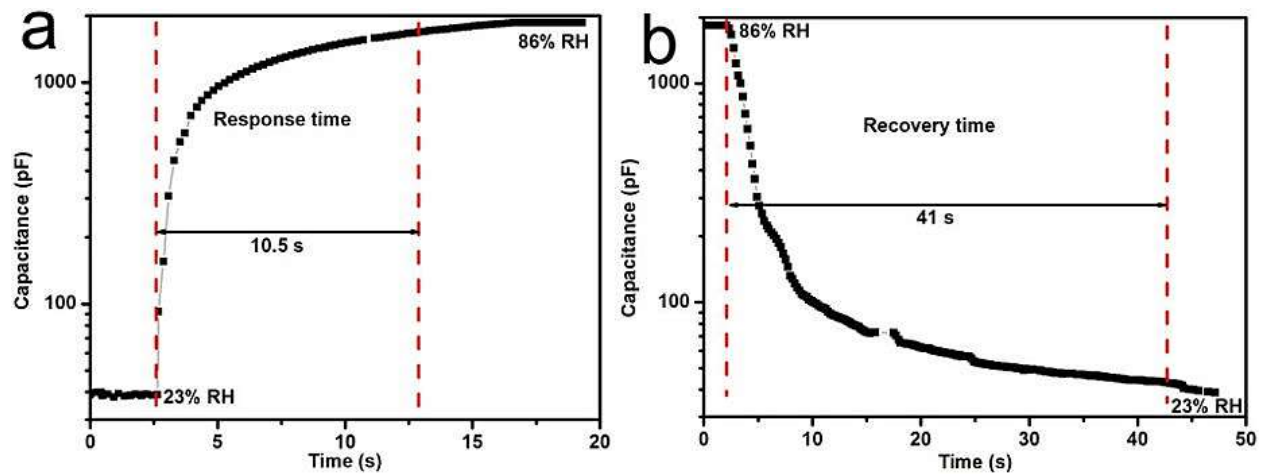 a
Capacitance (pF)
1000
100
86% RH
Response time
10.5 s
23% RH
0 5 10 15 20
Time (s)
b
Capacitance (pF)
1000
100
86% RH
Recovery time
41 s
23% RH
0 10 20 30 40 50
Time (s)